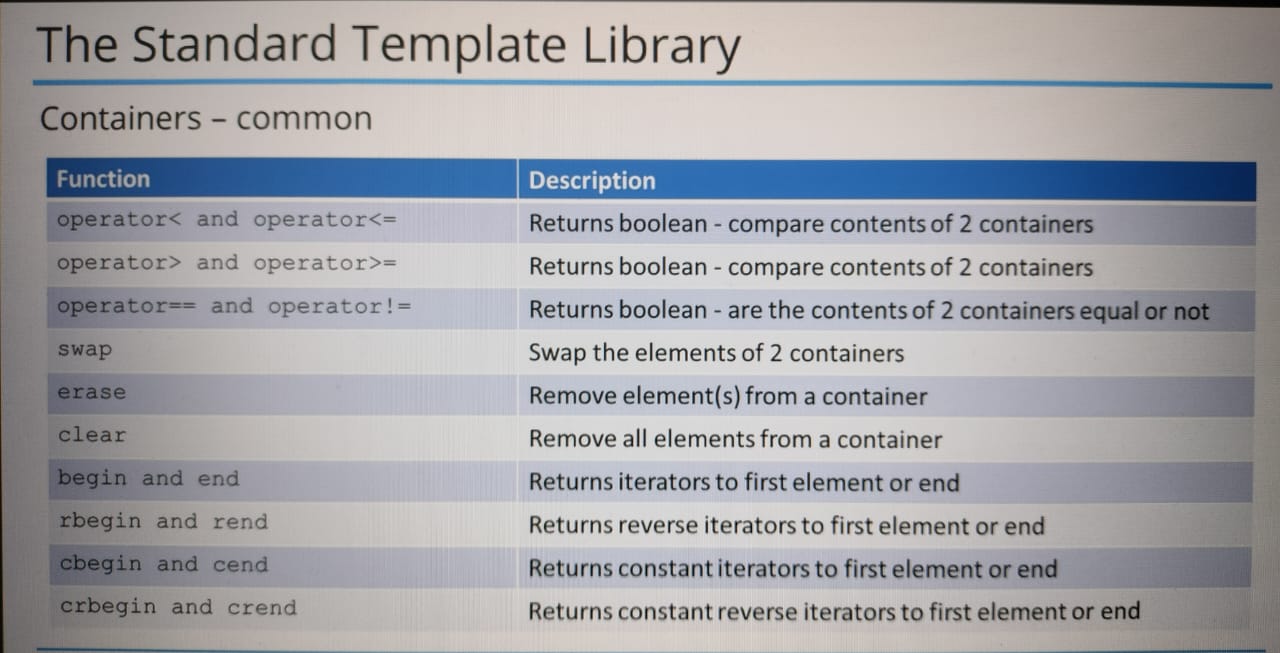 The Standard Template Library
Containers – common
Function Description
operator< and operator<= Returns boolean - compare contents of 2 containers
operator> and operator>= Returns boolean - compare contents of 2 containers
operator== and operator!= Returns boolean - are the contents of 2 containers equal or not
swap Swap the elements of 2 containers
erase Remove element(s) from a container
clear Remove all elements from a container
begin and end Returns iterators to first element or end
rbegin and rend Returns reverse iterators to first element or end
cbegin and cend Returns constant iterators to first element or end
crbegin and crend Returns constant reverse iterators to first element or end